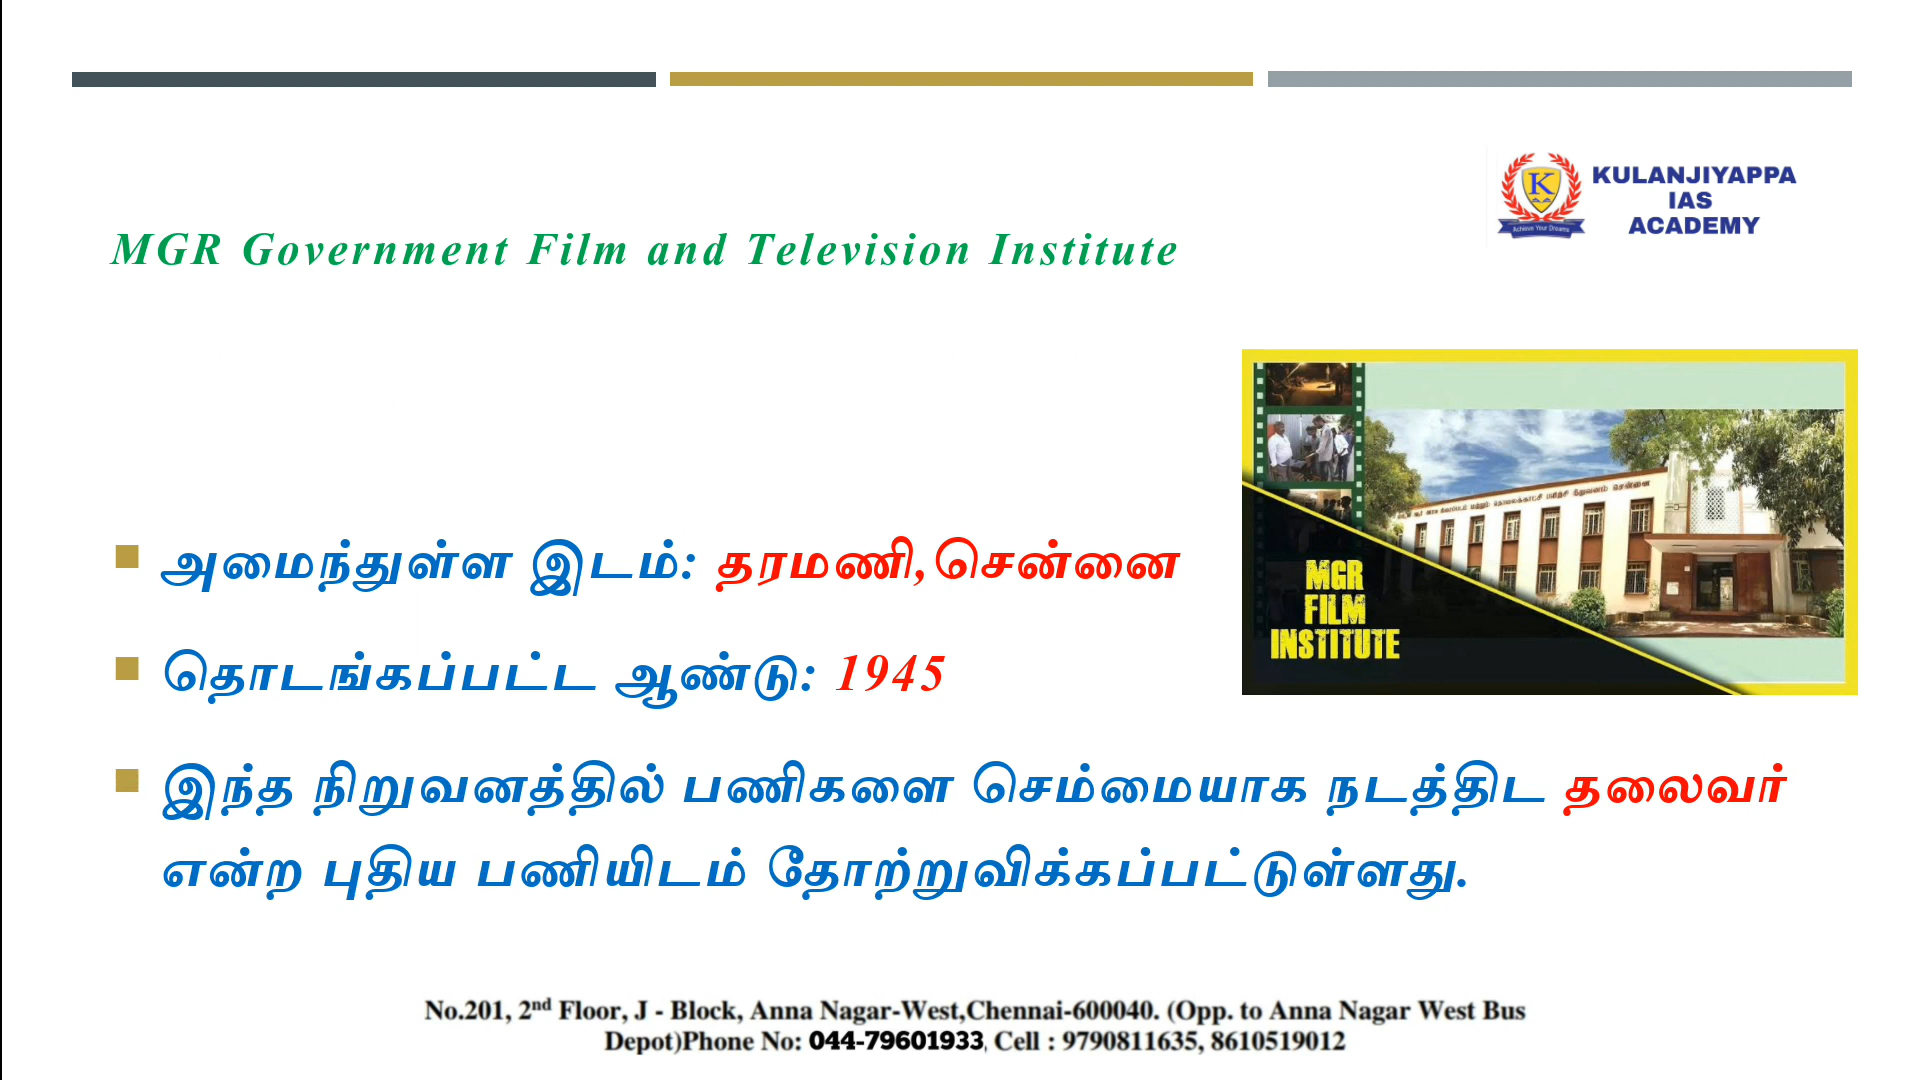 KULANJIYAPPA
IAS
ACADEMY
Achieve Your Dreams
MGR Government Film and Television Institute
MGR
FILM
INSTITUTE
அமைந்துள்ள இடம்: தரமணி,சென்னை
தொடங்கப்பட்ட ஆண்டு: 1945
இந்த நிறுவனத்தில் பணிகளை செம்மையாக நடத்திட தலைவர்
என்ற புதிய பணியிடம் தோற்றுவிக்கப்பட்டுள்ளது.
No.201, 2nd Floor, J - Block, Anna Nagar-West,Chennai-600040. (Opp. to Anna Nagar West Bus
Depot)Phone No: 044-79601933, Cell : 9790811635, 8610519012